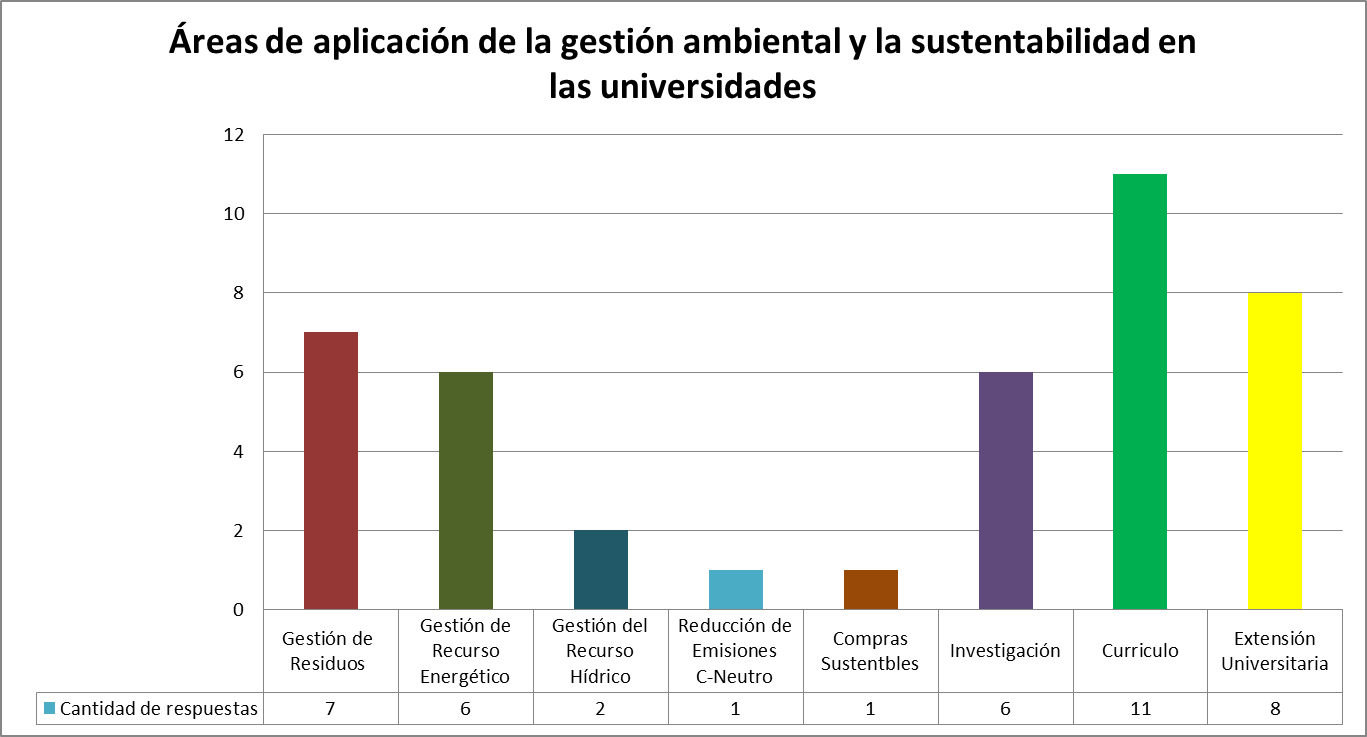 Áreas de aplicación de la gestión ambiental y la sustentabilidad en
las universidades
12
10
8
6
4
2
0
Gestión de
Residuos
Gestión de
Recurso
Energético
Gestión del
Recurso
Hídrico
Reducción de
Emisiones
C-Neutro
Compras
Sustentbles
Investigación
Curriculo
Extensión
Universitaria
Cantidad de respuestas 7 6 2 1 1 6 11 8